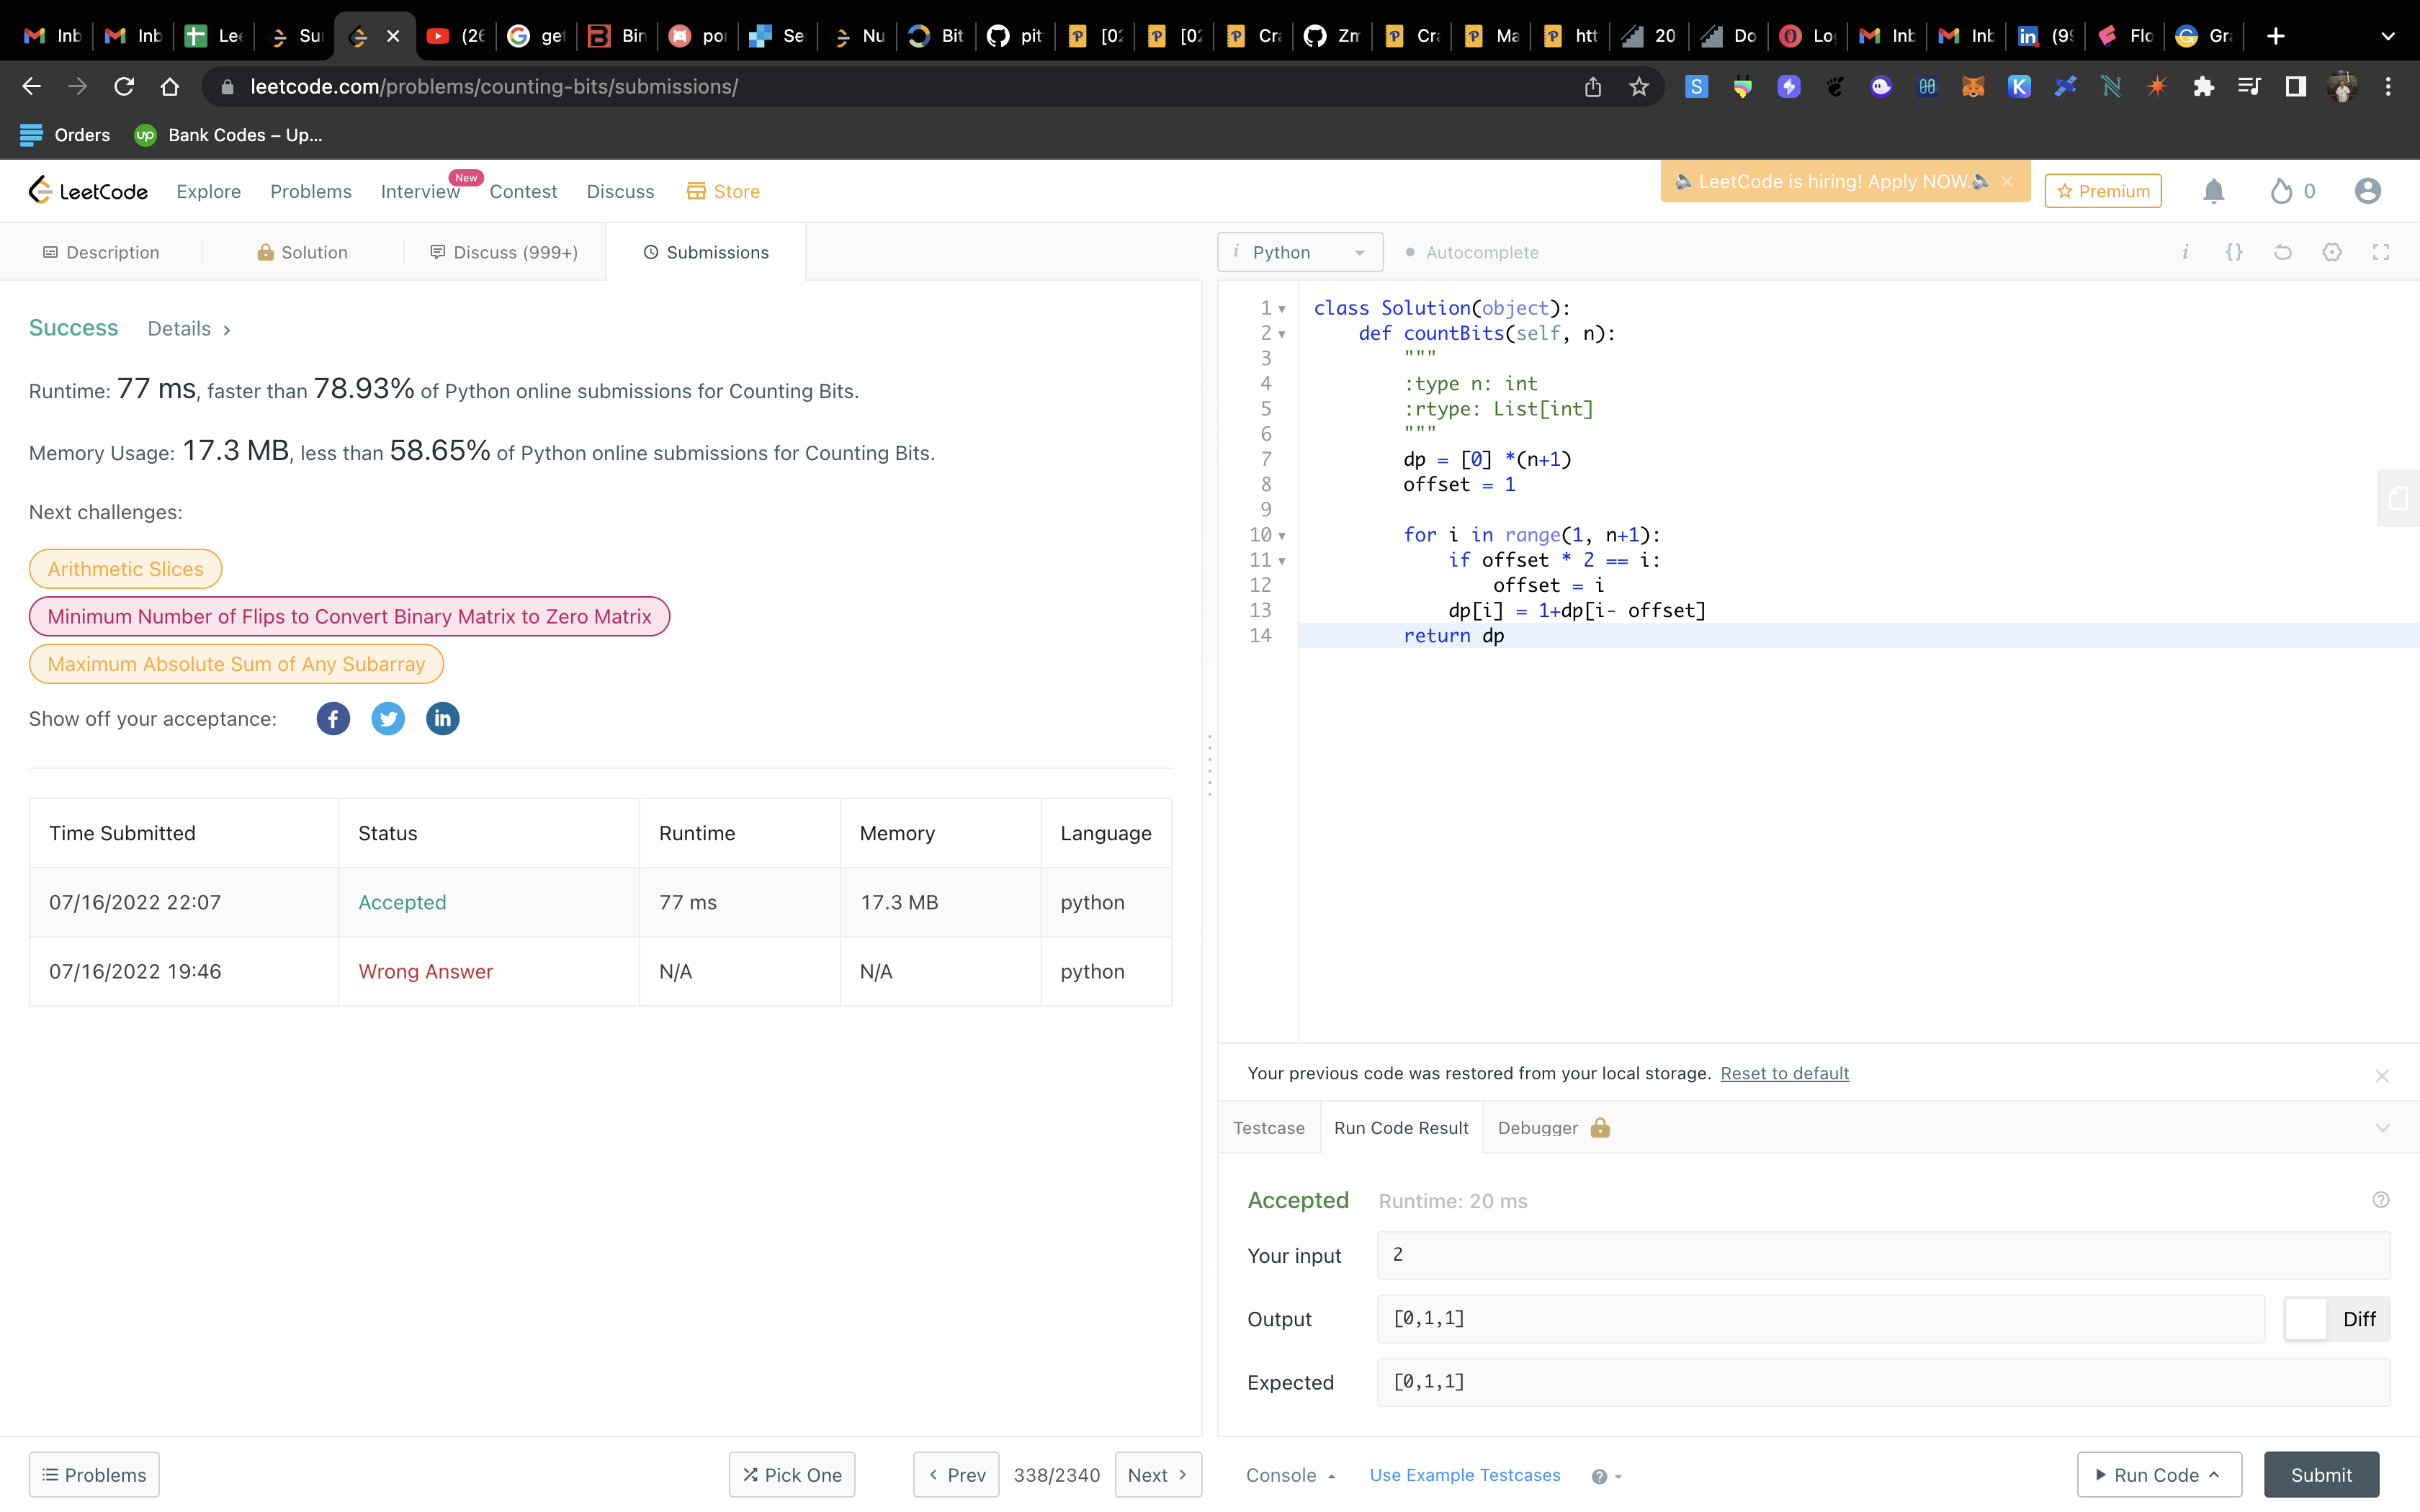 Inb Inb Lee Su (26 get Bin por Se Nu Bit pit [02 [02 Cra Zm Cra Ma htt 20 Do Lo Inb Inb (99 Flo Gra
leetcode.com/problems/counting-bits/submissions/
Orders Bank Codes – Up...
LeetCode Explore Problems Interview New Contest Discuss Store LeetCode is hiring! Apply NOW. Premium 0
Description Solution Discuss (999+) Submissions
Python Autocomplete
Success Details
Runtime: 77 ms, faster than 78.93% of Python online submissions for Counting Bits.
Memory Usage: 17.3 MB, less than 58.65% of Python online submissions for Counting Bits.
Next challenges:
Arithmetic Slices
Minimum Number of Flips to Convert Binary Matrix to Zero Matrix
Maximum Absolute Sum of Any Subarray
Show off your acceptance:
Time Submitted Status Runtime Memory Language
07/16/2022 22:07 Accepted 77 ms 17.3 MB python
07/16/2022 19:46 Wrong Answer N/A N/A python
1 class Solution(object):
2 def countBits(self, n):
3 """
4 :type n: int
5 :rtype: List[int]
6 """
7 dp = [0] *(n+1)
8 offset = 1
9
10 for i in range(1, n+1):
11 if offset * 2 == i:
12 offset = i
13 dp[i] = 1+dp[i- offset]
14 return dp
Your previous code was restored from your local storage. Reset to default
Testcase Run Code Result Debugger
Accepted Runtime: 20 ms
Your input 2
Output [0,1,1] Diff
Expected [0,1,1]
Problems Pick One Prev 338/2340 Next Console Use Example Testcases Run Code Submit